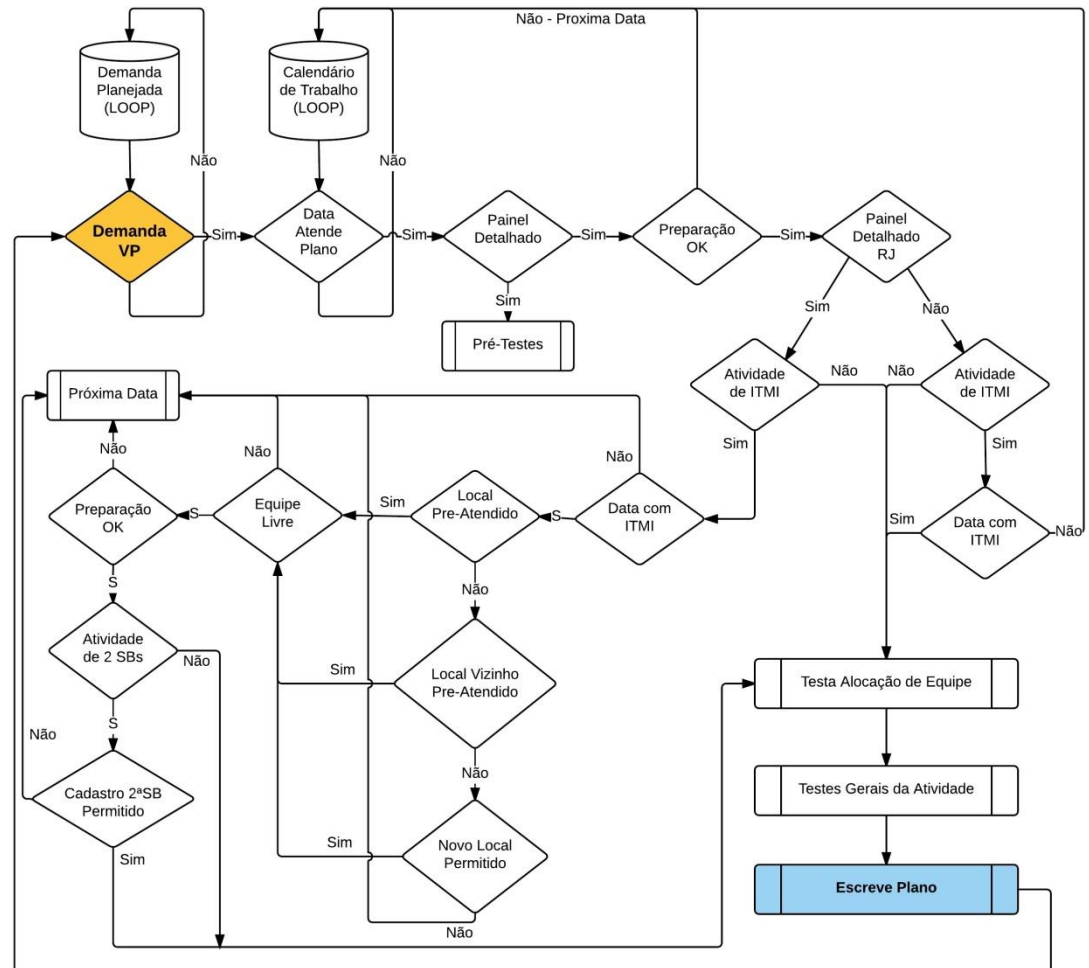 Não
Não - Proxima Data
Demanda
Planejada
(LOOP)
Calendário
de Trabalho
(LOOP)
Não
Não
Demanda
VP
Sim
Data
Atende
Plano
Sim
Painel
Detalhado
Sim
Preparação
OK
Sim
Painel
Detalhado
RJ
Sim
Pré-Testes
Sim
Não
Atividade
de ITMI
Não
Não
Atividade
de ITMI
Próxima Data
Sim
Sim
Não
Não
Não
Preparação
OK
S
Equipe
Livre
Sim
Local
Pre-Atendido
S
Data com
ITMI
Sim
Data com
ITMI
Não
S
Não
Atividade
de 2 SBs
Não
Sim
Local Vizinho
Pre-Atendido
Testa Alocação de Equipe
S
Não
Não
Cadastro 2ªSB
Permitido
Testes Gerais da Atividade
Sim
Sim
Novo Local
Permitido
Escreve Plano
Não